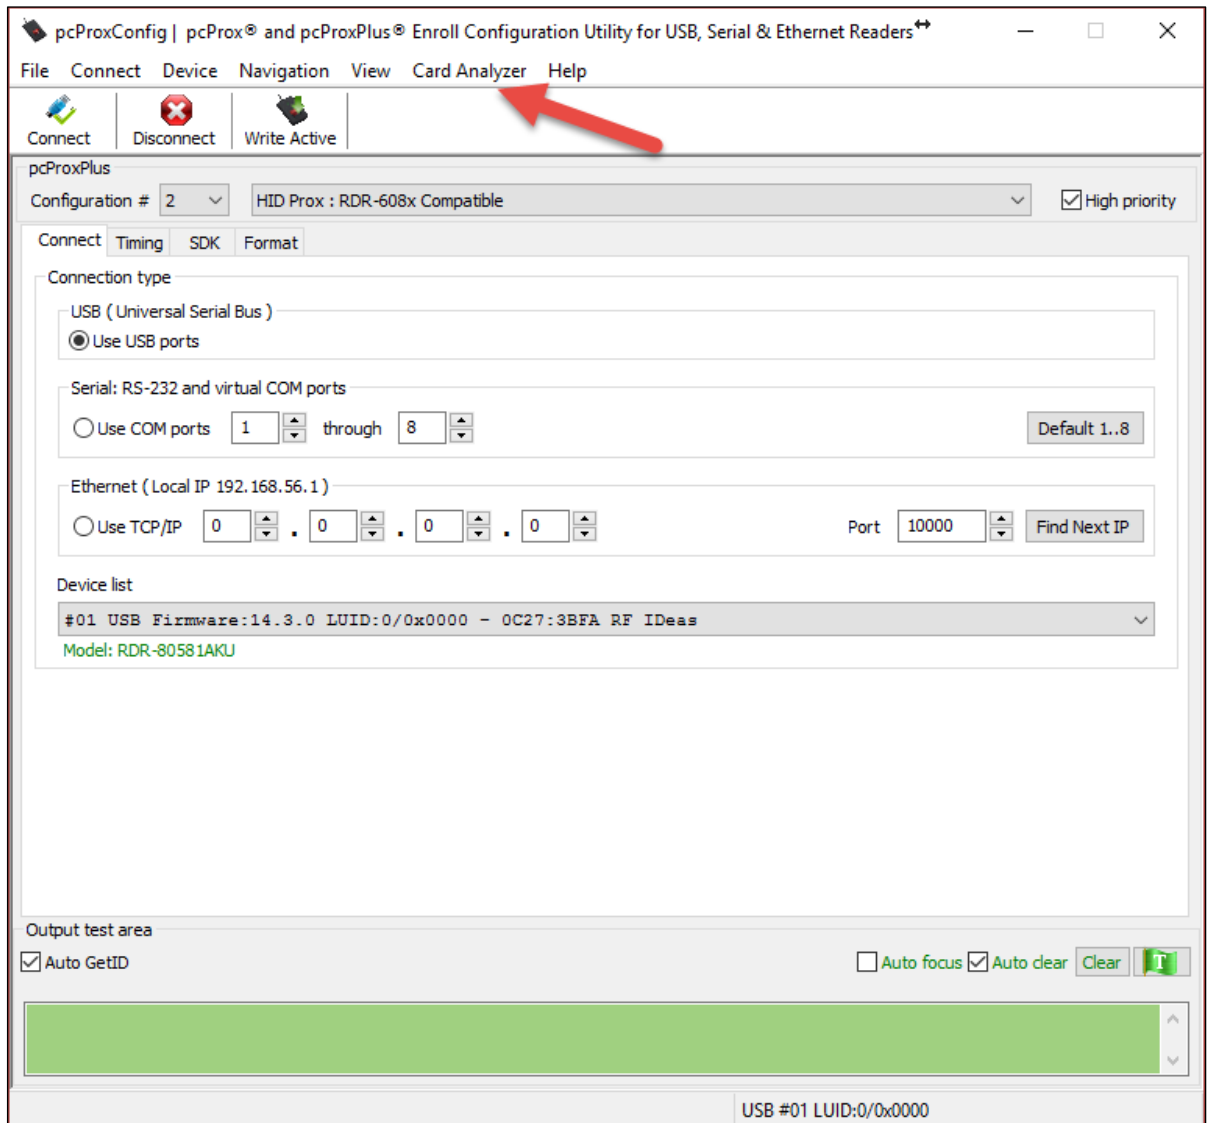 pcProxConfig | pcProx® and pcProxPlus® Enroll Configuration Utility for USB, Serial & Ethernet Readers
File Connect Device Navigation View Card Analyzer Help
Connect Disconnect Write Active
pcProxPlus
Configuration # 2 HID Prox : RDR-608x Compatible High priority
Connect Timing SDK Format
Connection type
USB ( Universal Serial Bus )
Use USB ports
Serial: RS-232 and virtual COM ports
Use COM ports 1 through 8 Default 1..8
Ethernet ( Local IP 192.168.56.1 )
Use TCP/IP 0 . 0 . 0 . 0 Port 10000 Find Next IP
Device list
#01 USB Firmware:14.3.0 LUID:0/0x0000 - 0C27:3BFA RF IDeas
Model: RDR-80581AKU
Output test area
Auto GetID Auto focus Auto clear Clear T
USB #01 LUID:0/0x0000